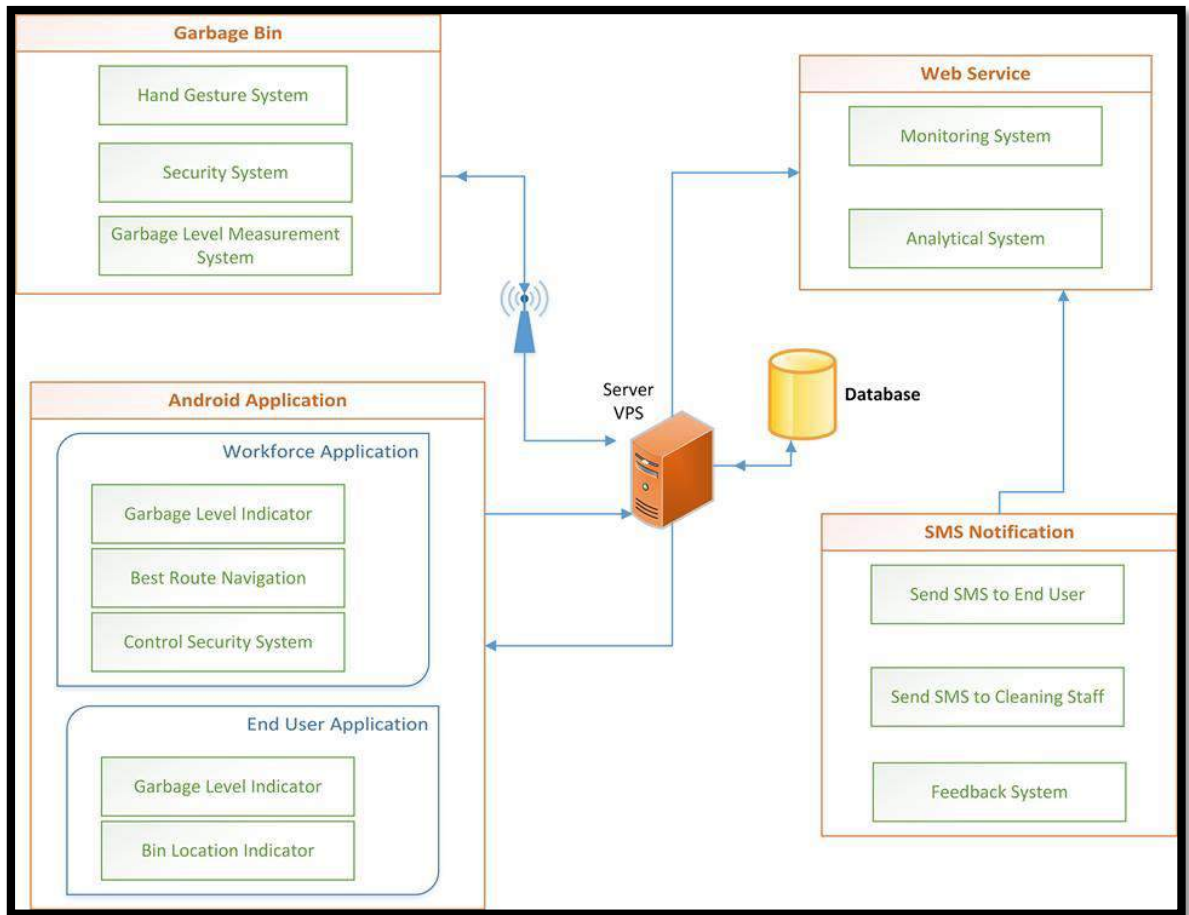 Garbage Bin
Hand Gesture System
Security System
Garbage Level Measurement
System
Web Service
Monitoring System
Analytical System
Server
VPS
Database
Android Application
Workforce Application
Garbage Level Indicator
Best Route Navigation
Control Security System
End User Application
Garbage Level Indicator
Bin Location Indicator
SMS Notification
Send SMS to End User
Send SMS to Cleaning Staff
Feedback System